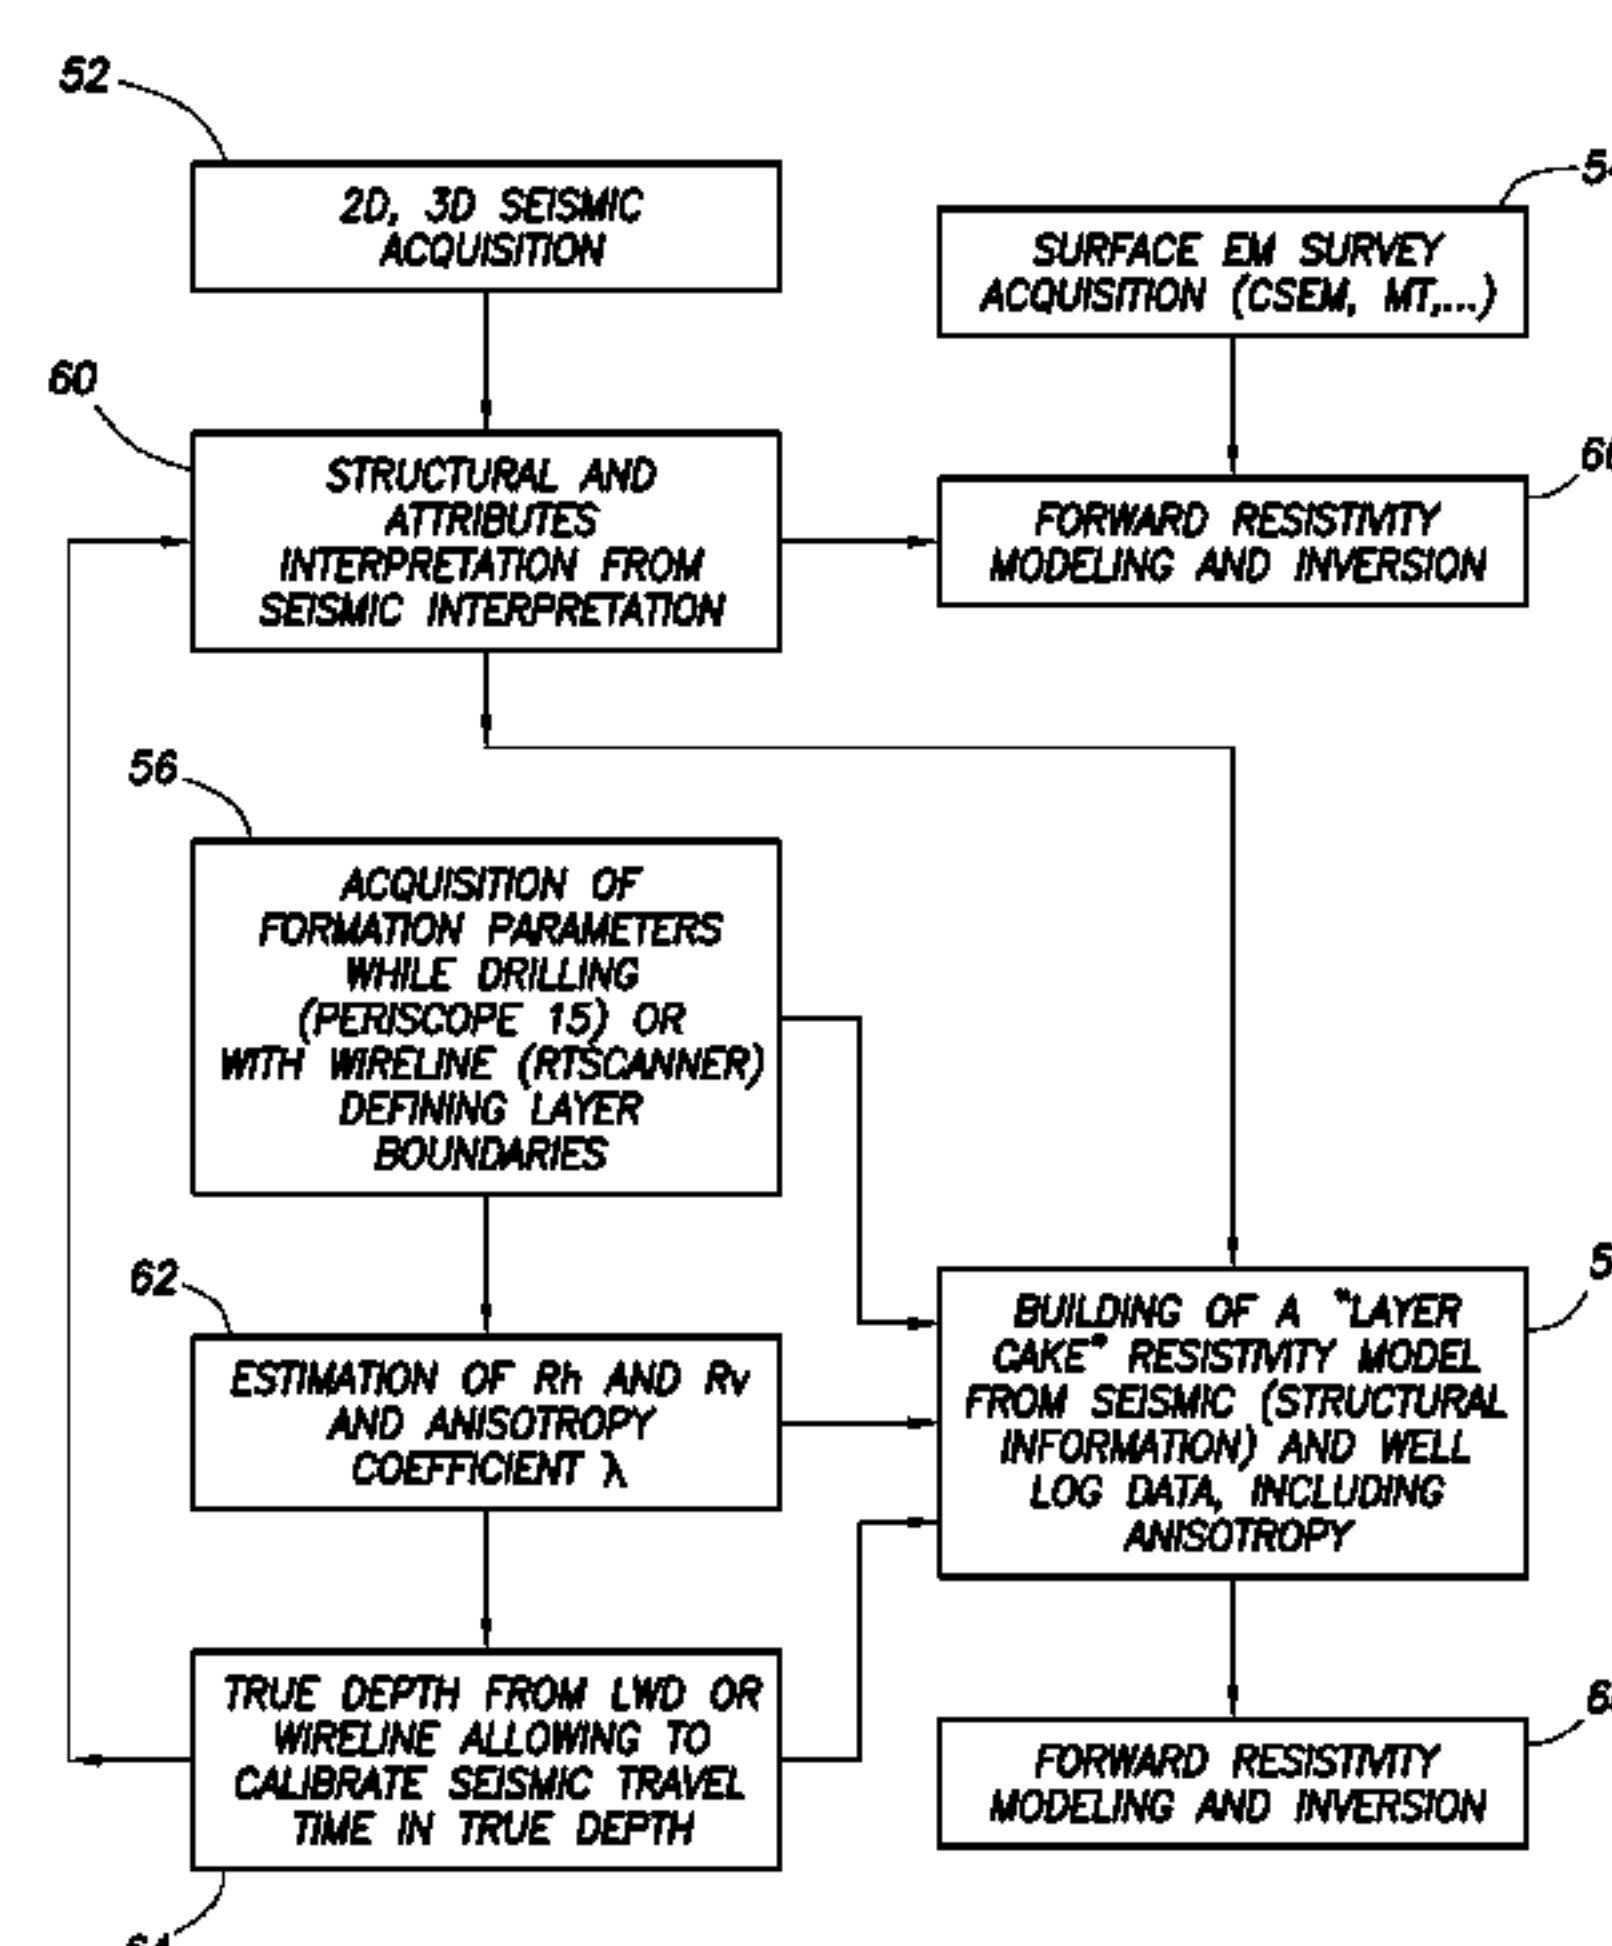 52
2D, 3D SEISMIC
ACQUISITION
SURFACE EM SURVEY
ACQUISITION (CSEM, MT,...)
60
STRUCTURAL AND
ATTRIBUTES
INTERPRETATION FROM
SEISMIC INTERPRETATION
FORWARD RESISTIVITY
MODELING AND INVERSION
56
ACQUISITION OF
FORMATION PARAMETERS
WHILE DRILLING
(PERISCOPE 15) OR
WITH WIRELINE (RTSCANNER)
DEFINING LAYER
BOUNDARIES
62
ESTIMATION OF Rh AND Rv
AND ANISOTROPY
COEFFICIENT λ
BUILDING OF A "LAYER
CAKE" RESISTIVITY MODEL
FROM SEISMIC (STRUCTURAL
INFORMATION) AND WELL
LOG DATA, INCLUDING
ANISOTROPY
TRUE DEPTH FROM LWD OR
WIRELINE ALLOWING TO
CALIBRATE SEISMIC TRAVEL
TIME IN TRUE DEPTH
FORWARD RESISTIVITY
MODELING AND INVERSION